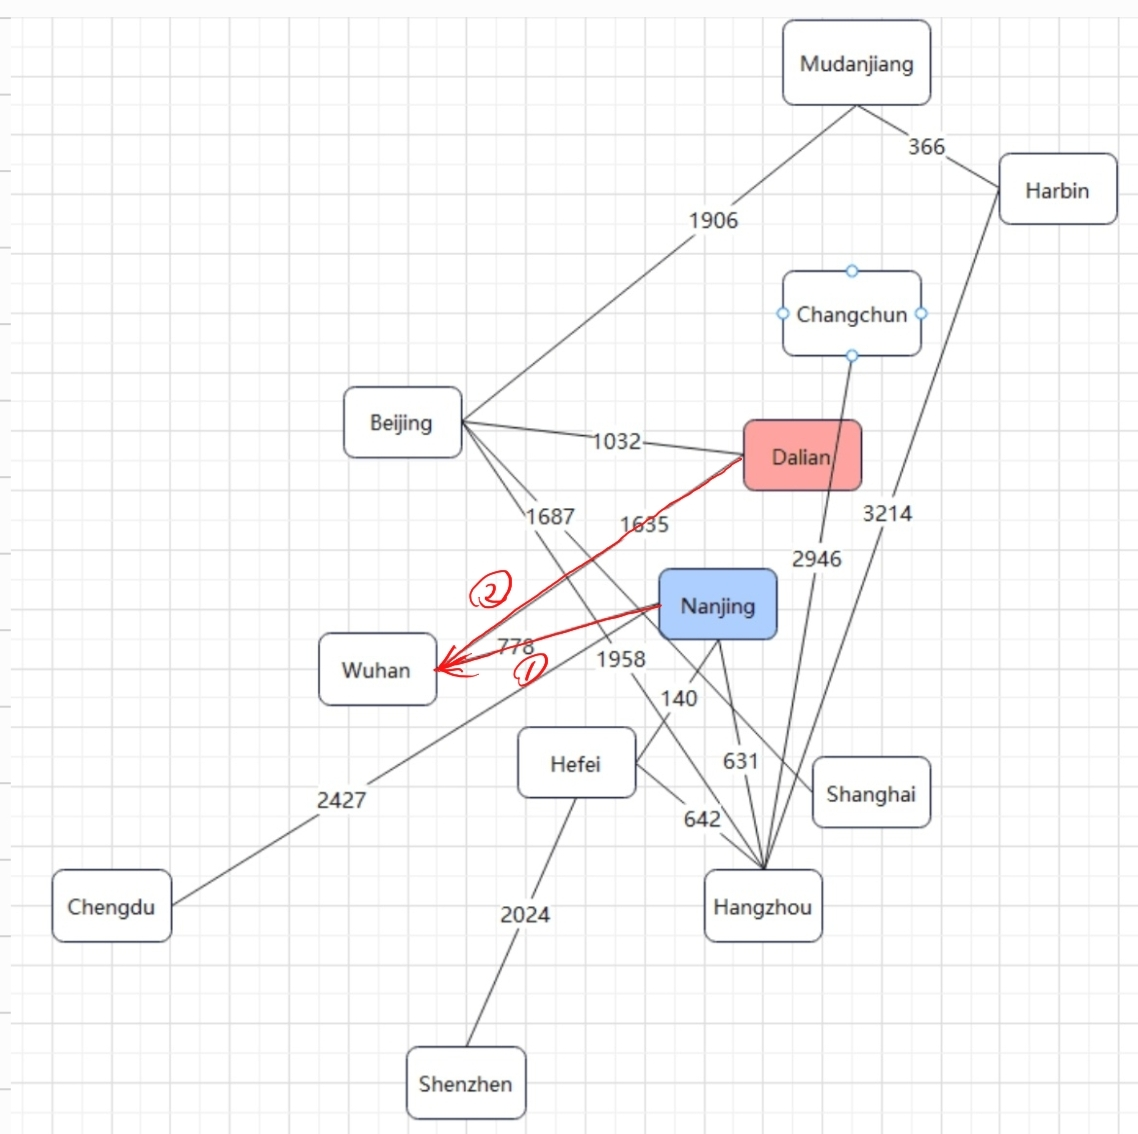 Mudanjiang
366
Harbin
1906
Changchun
Beijing
1032
Dalian
1687
1635
3214
2946
②
Nanjing
778
①
1958
Wuhan
140
Hefei
631
Shanghai
2427
642
Chengdu
Hangzhou
2024
Shenzhen